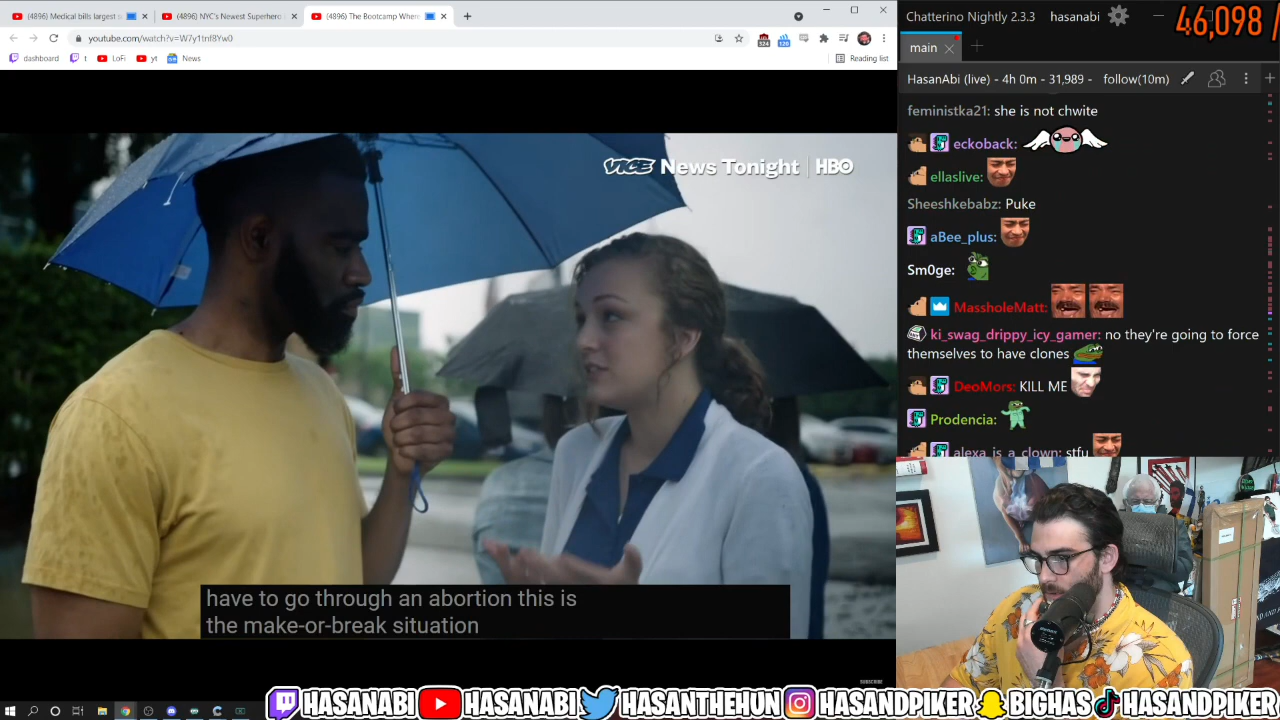 (4896) Medical bills largest s
(4896) NYC's Newest Superhero
(4896) The Bootcamp Where
youtube.com/watch?v=W7y1tnf8Yw0
324
126
dashboard
t
LoFi
yt
News
Reading list
VICE News Tonight | HBO
have to go through an abortion this is
the make-or-break situation
SUBSCRIBE
Chatterino Nightly 2.3.3
hasanabi
46,098 /
main
HasanAbi (live) - 4h 0m - 31,989 - follow(10m)
feministka21: she is not chwite
eckoback:
ellaslive:
Sheeshkebabz: Puke
aBee_plus:
Sm0ge:
MassholeMatt:
ki_swag_drippy_icy_gamer: no they're going to force
themselves to have clones
DeoMors: KILL ME
Prodencia:
alexa_is_a_clown: stfu
HASANABI HASANABI HASANTHEHUN HASANDPIKER BIGHAS HASANDPIKER